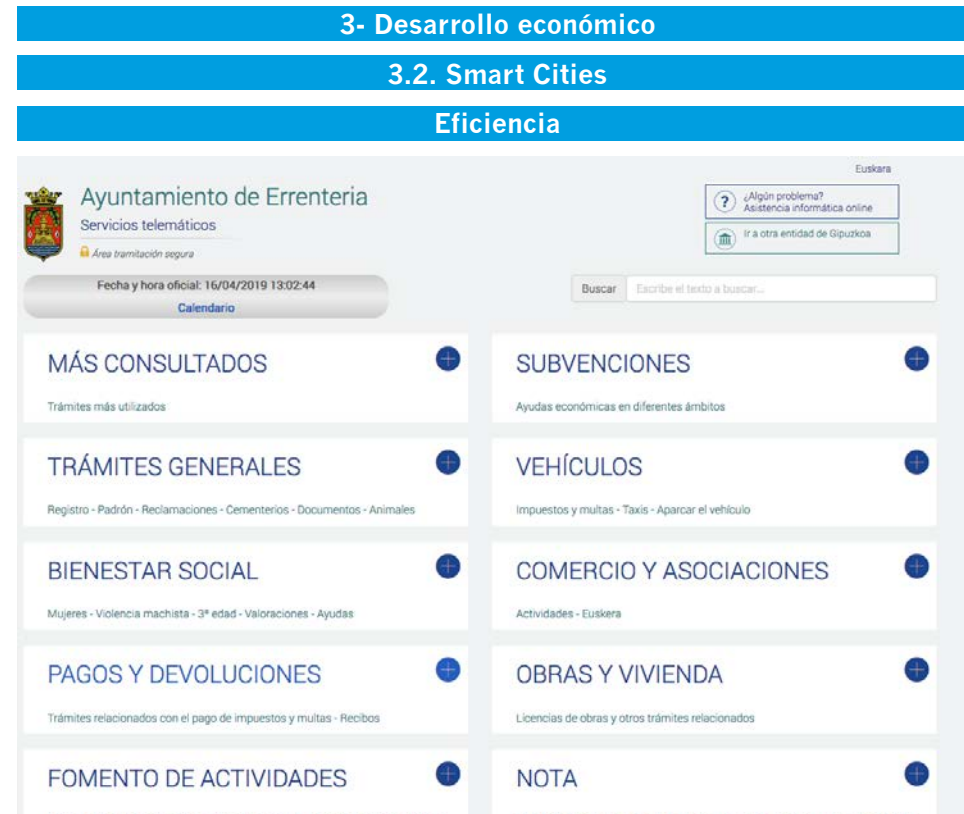 3- Desarrollo económico
3.2. Smart Cities
Eficiencia
Euskara
Ayuntamiento de Errenteria
Servicios telemáticos
Área tramitación segura
¿Algún problema?
Asistencia informática online
Ir a otra entidad de Gipuzkoa
Fecha y hora oficial: 16/04/2019 13:02:44
Calendario
Buscar Escribe el texto a buscar...
MÁS CONSULTADOS
Trámites más utilizados
SUBVENCIONES
Ayudas económicas en diferentes ámbitos
TRÁMITES GENERALES
Registro - Padrón - Reclamaciones - Cementerios - Documentos - Animales
VEHÍCULOS
Impuestos y multas - Taxis - Aparcar el vehículo
BIENESTAR SOCIAL
Mujeres - Violencia machista - 3ª edad - Valoraciones - Ayudas
COMERCIO Y ASOCIACIONES
Actividades - Euskera
PAGOS Y DEVOLUCIONES
Trámites relacionados con el pago de impuestos y multas - Recibos
OBRAS Y VIVIENDA
Licencias de obras y otros trámites relacionados
FOMENTO DE ACTIVIDADES
NOTA